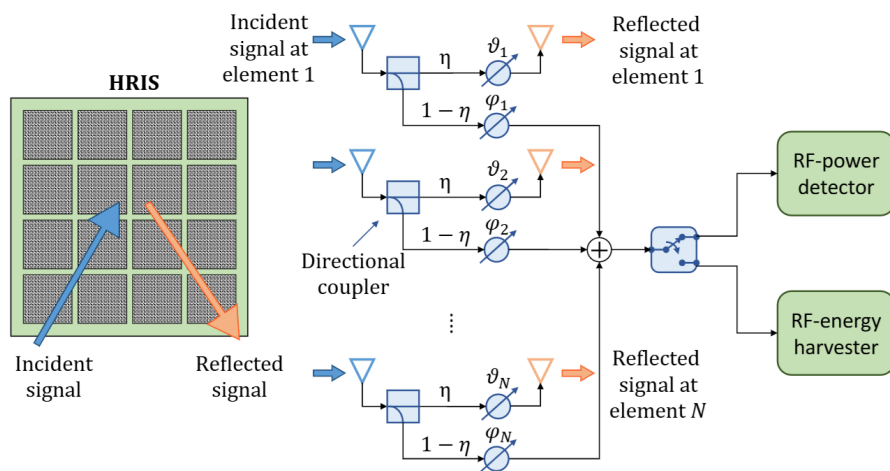 HRIS
Incident
signal
Reflected
signal
Incident
signal at
element 1
η
ϑ1
Reflected
signal at
element 1
1 − η
φ1
η
ϑ2
1 − η
φ2
Directional
coupler
η
ϑN
1 − η
φN
Reflected
signal at
element N
RF-power
detector
RF-energy
harvester